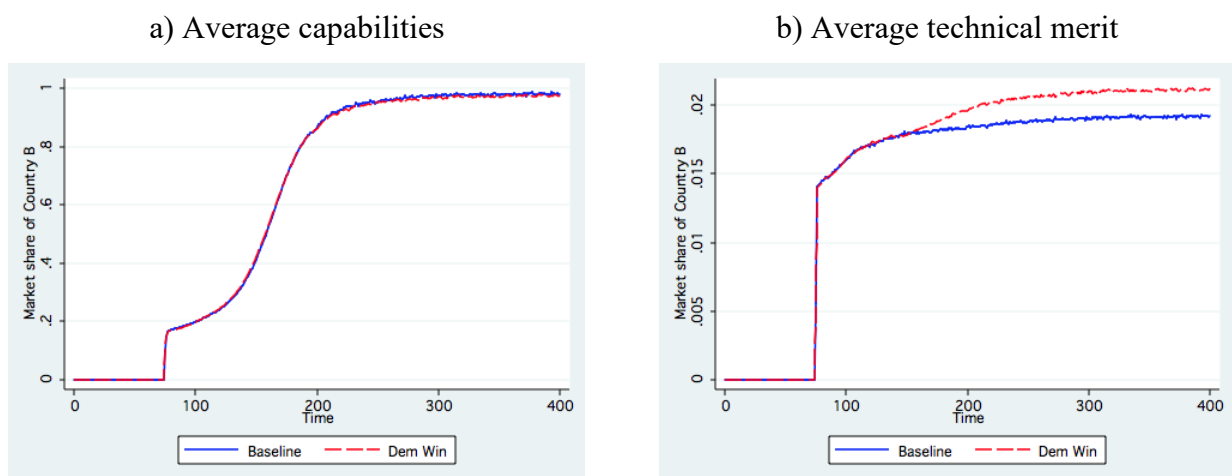 a) Average capabilities
Market share of Country B
1
.8
.6
.4
.2
0
0 100 200 300 400
Time
Baseline Dem Win
b) Average technical merit
Market share of Country B
.02
.015
.01
.005
0
0 100 200 300 400
Time
Baseline Dem Win